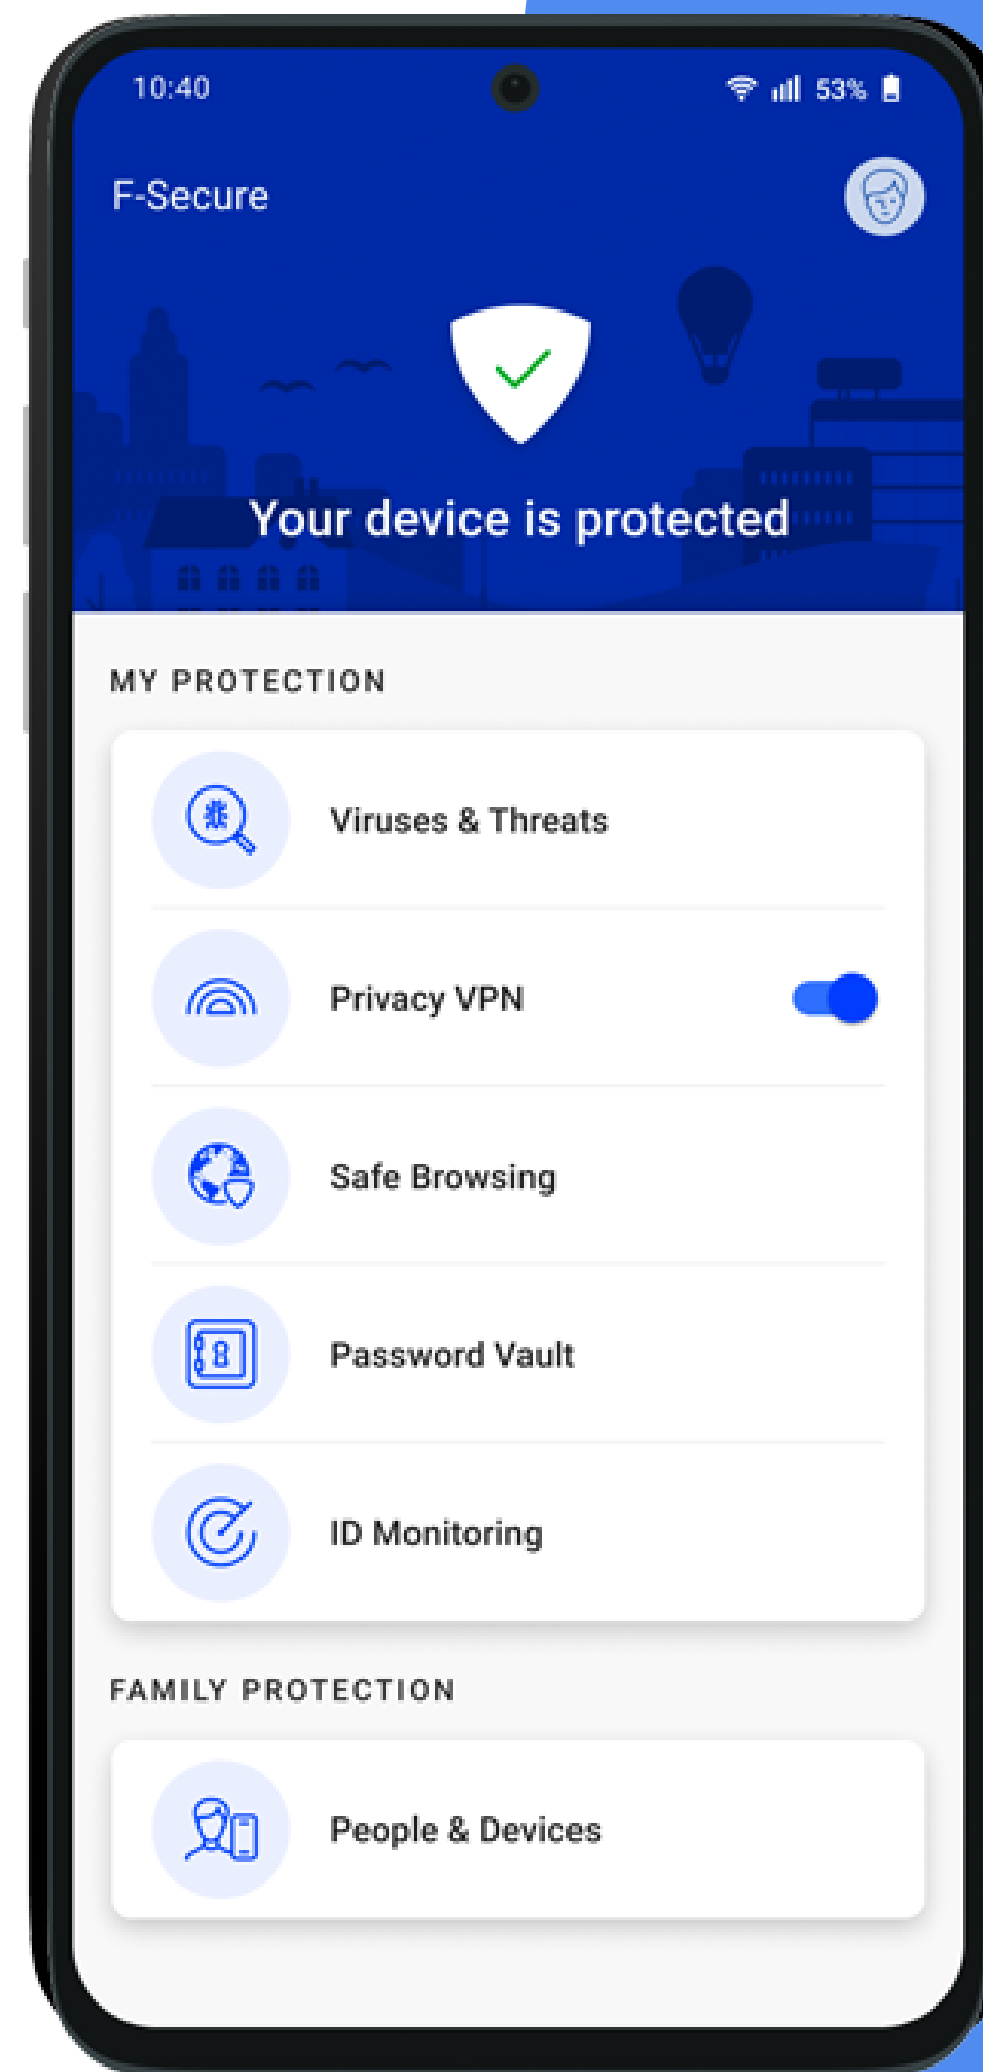 10:40 53%
F-Secure
Your device is protected
MY PROTECTION
Viruses & Threats
Privacy VPN
Safe Browsing
Password Vault
ID Monitoring
FAMILY PROTECTION
People & Devices